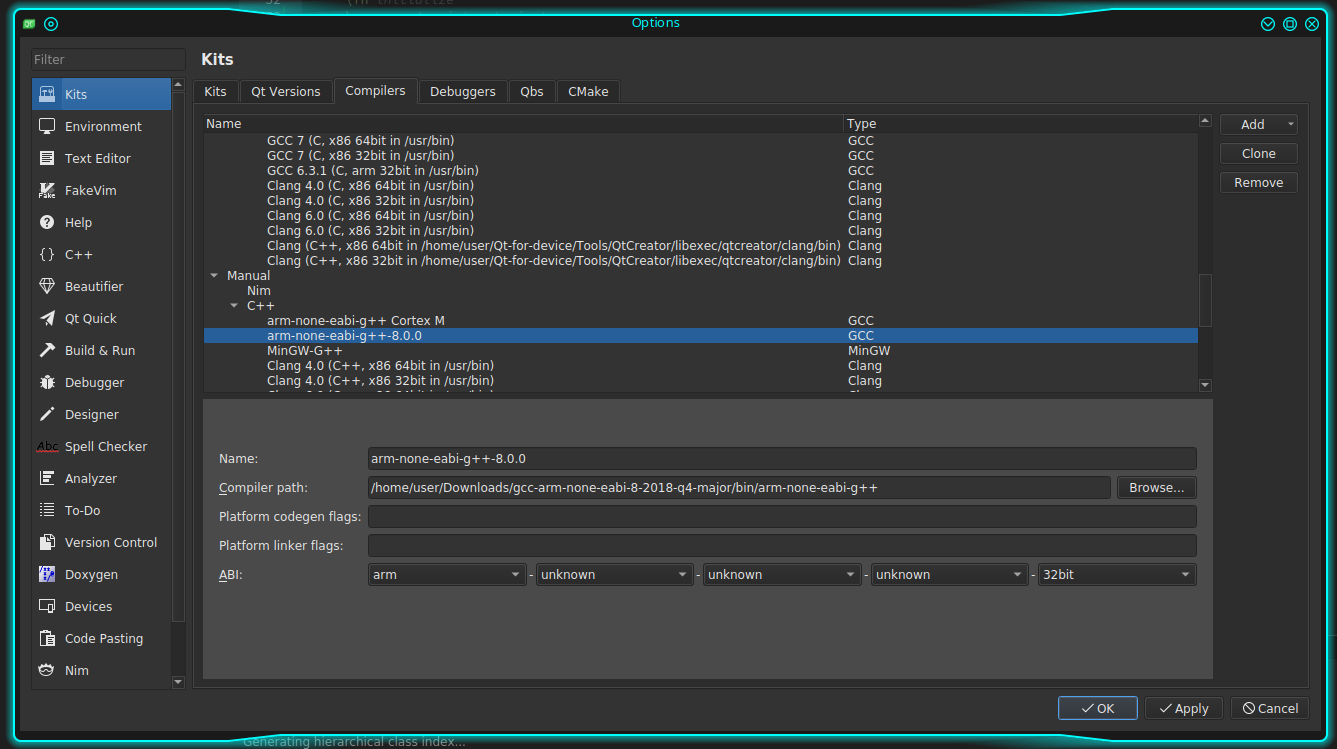 32 \in initialize
Options
Filter
Kits
Environment
Text Editor
FakeVim
Help
C++
Beautifier
Qt Quick
Build & Run
Debugger
Designer
Abc Spell Checker
Analyzer
To-Do
Version Control
Doxygen
Devices
Code Pasting
Nim
Kits
Kits Qt Versions Compilers Debuggers Qbs CMake
Name Type
GCC 7 (C, x86 64bit in /usr/bin) GCC
GCC 7 (C, x86 32bit in /usr/bin) GCC
GCC 6.3.1 (C, arm 32bit in /usr/bin) GCC
Clang 4.0 (C, x86 64bit in /usr/bin) Clang
Clang 4.0 (C, x86 32bit in /usr/bin) Clang
Clang 6.0 (C, x86 64bit in /usr/bin) Clang
Clang 6.0 (C, x86 32bit in /usr/bin) Clang
Clang (C++, x86 64bit in /home/user/Qt-for-device/Tools/QtCreator/libexec/qtcreator/clang/bin) Clang
Clang (C++, x86 32bit in /home/user/Qt-for-device/Tools/QtCreator/libexec/qtcreator/clang/bin) Clang
Manual
Nim
C++
arm-none-eabi-g++ Cortex M GCC
arm-none-eabi-g++-8.0.0 GCC
MinGW-G++ MinGW
Clang 4.0 (C++, x86 64bit in /usr/bin) Clang
Clang 4.0 (C++, x86 32bit in /usr/bin) Clang
Add
Clone
Remove
Name: arm-none-eabi-g++-8.0.0
Compiler path: /home/user/Downloads/gcc-arm-none-eabi-8-2018-q4-major/bin/arm-none-eabi-g++ Browse...
Platform codegen flags:
Platform linker flags:
ABI: arm - unknown - unknown - unknown - 32bit
OK Apply Cancel
Generating hierarchical class index...